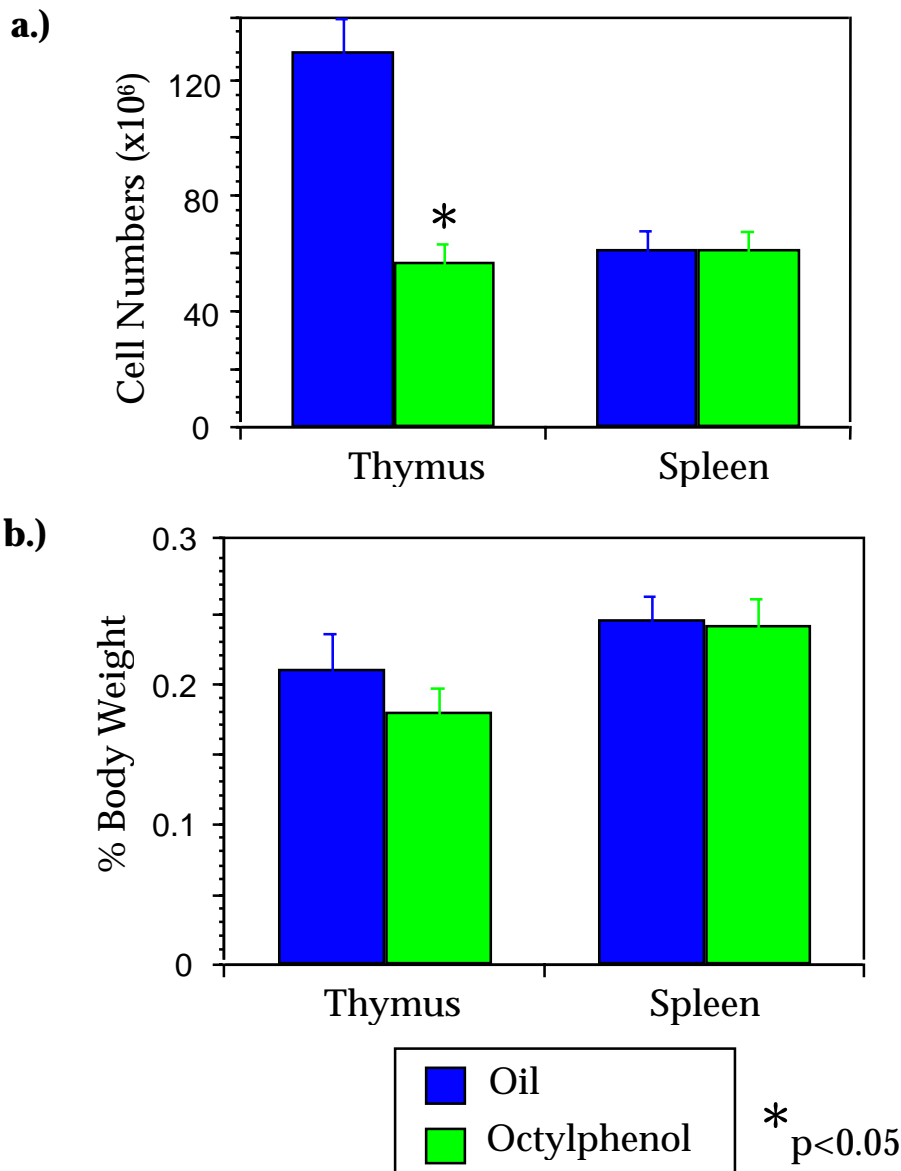 a.)
Cell Numbers (x10⁶)
120
80
40
0
*
Thymus
Spleen
b.)
% Body Weight
0.3
0.2
0.1
0
Thymus
Spleen
Oil
Octylphenol
* p<0.05